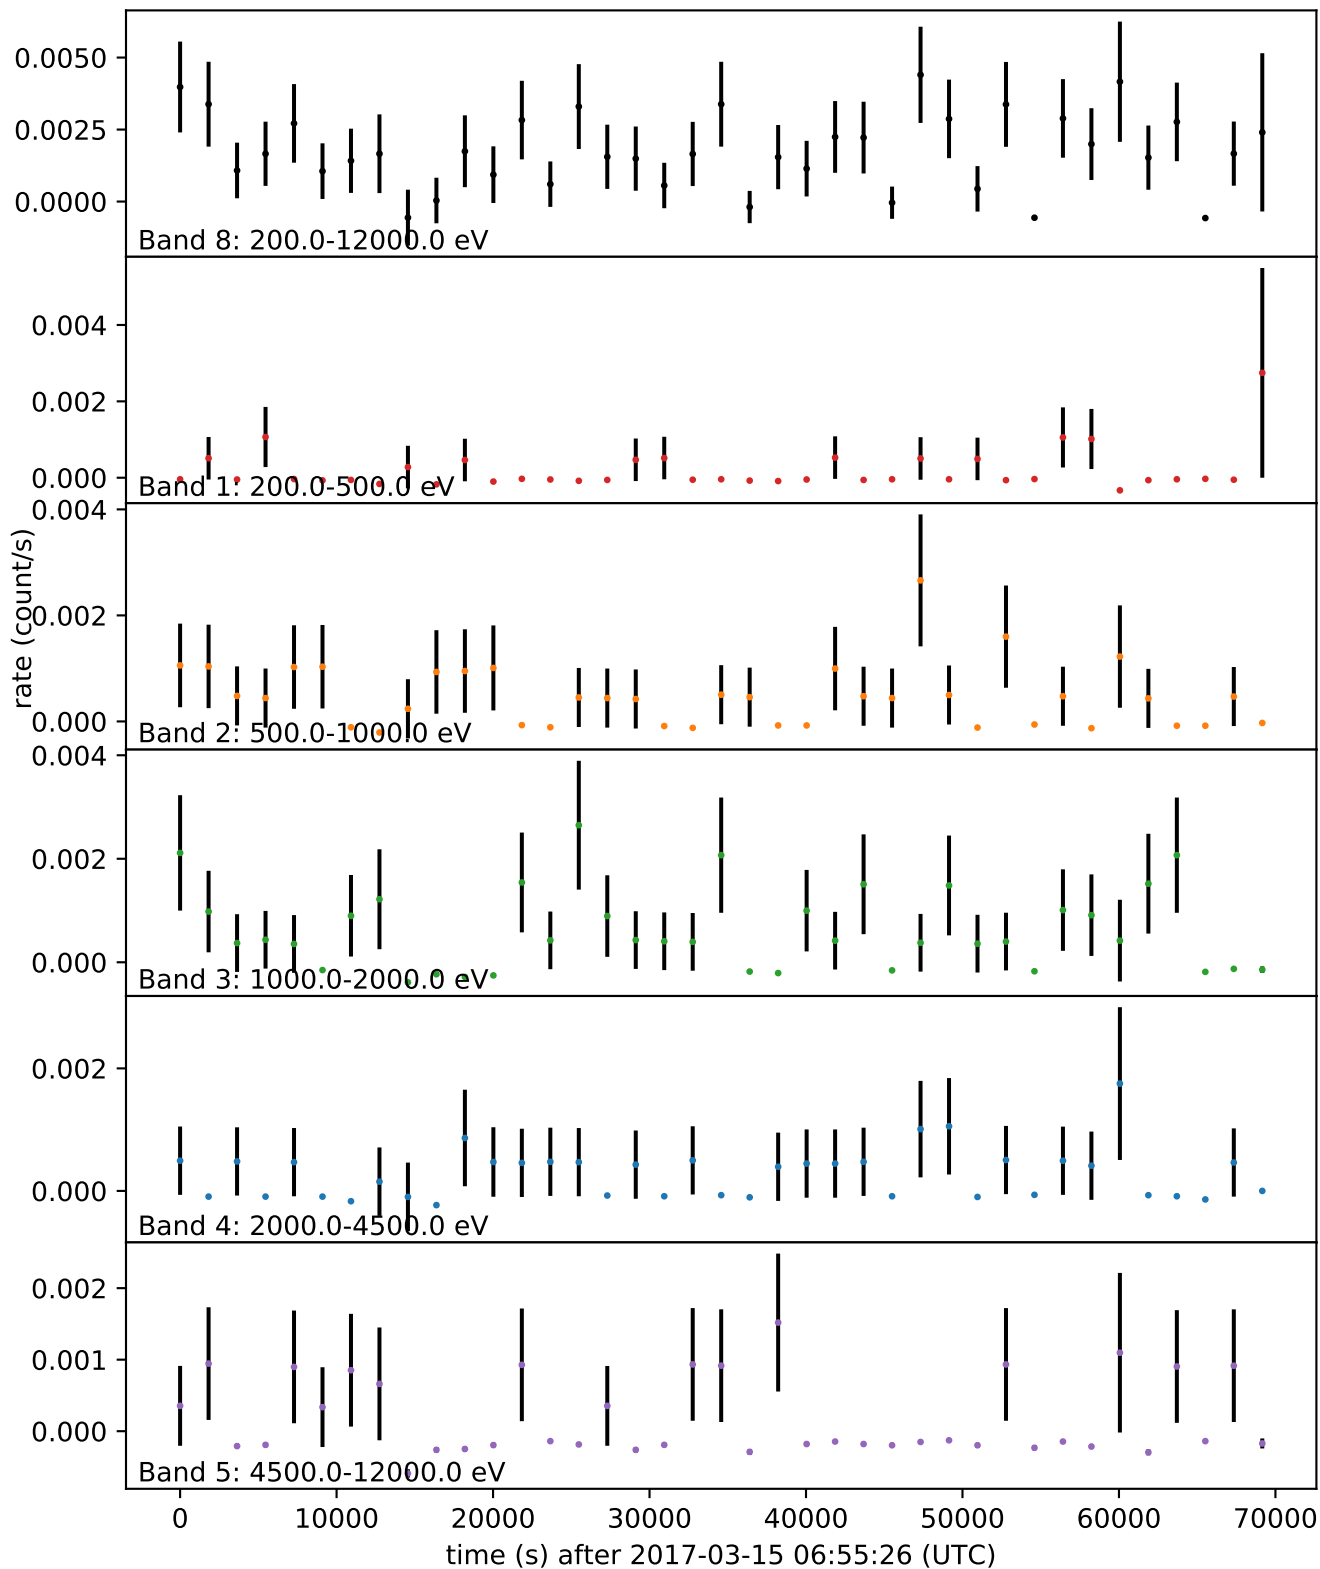 0.0050
0.0025
0.0000
Band 8: 200.0-12000.0 eV
0.004
0.002
0.000
Band 1: 200.0-500.0 eV
0.004
0.002
0.000
Band 2: 500.0-1000.0 eV
rate (count/s)
0.004
0.002
0.000
Band 3: 1000.0-2000.0 eV
0.002
0.000
Band 4: 2000.0-4500.0 eV
0.002
0.001
0.000
Band 5: 4500.0-12000.0 eV
0 10000 20000 30000 40000 50000 60000 70000
time (s) after 2017-03-15 06:55:26 (UTC)